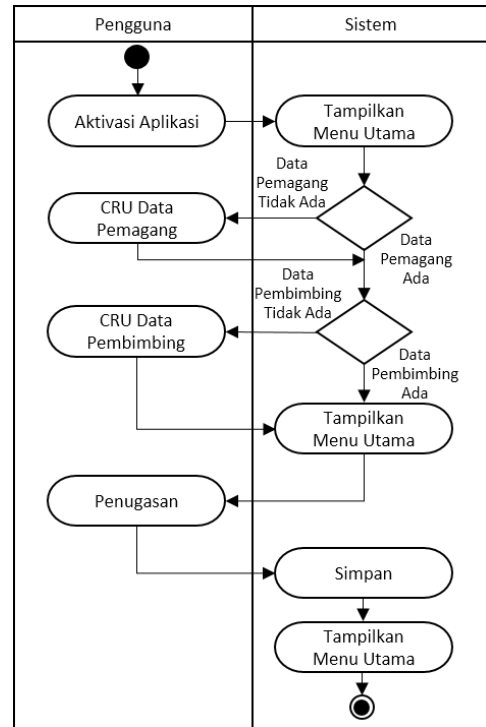 Pengguna
Sistem
Aktivasi Aplikasi
Tampilkan
Menu Utama
Data
Pemagang
Tidak Ada
CRU Data
Pemagang
Data
Pemagang
Ada
Data
Pembimbing
Tidak Ada
CRU Data
Pembimbing
Data
Pembimbing
Ada
Tampilkan
Menu Utama
Penugasan
Simpan
Tampilkan
Menu Utama